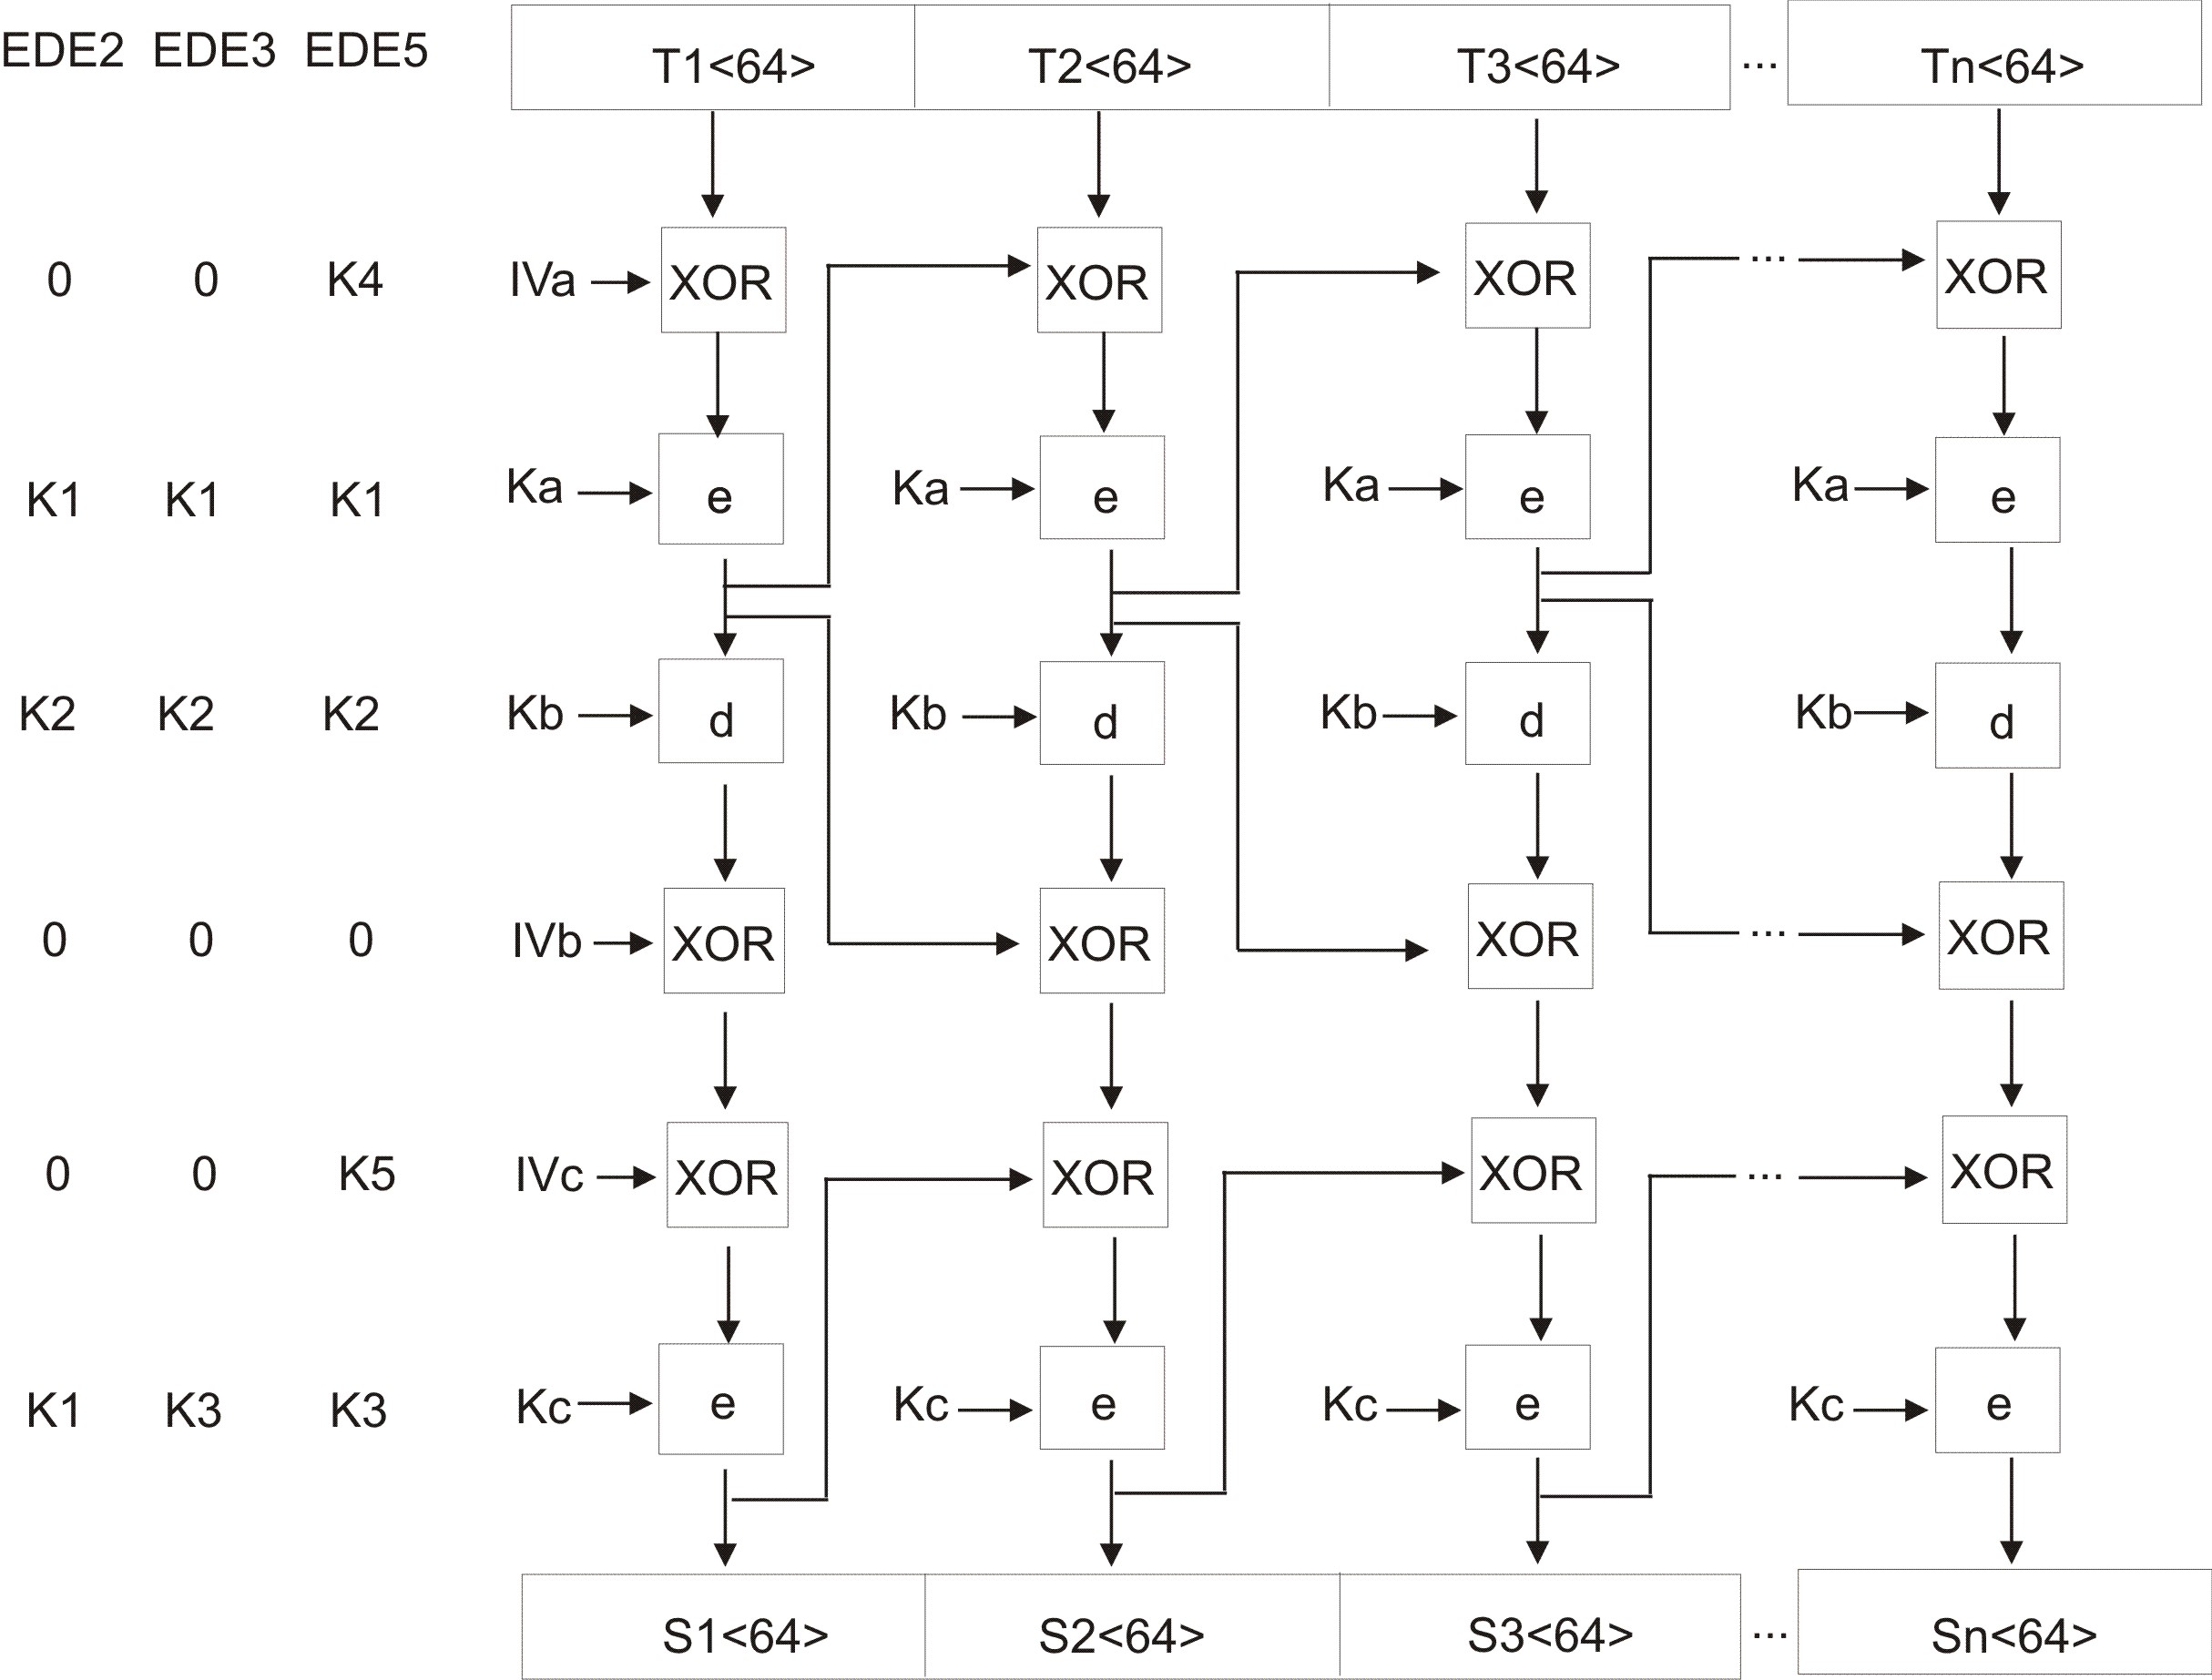 EDE2 EDE3 EDE5 T1<64> T2<64> T3<64> ... Tn<64>
0 0 K4 IVa XOR XOR XOR ... XOR
K1 K1 K1 Ka e Ka e Ka e Ka e
K2 K2 K2 Kb d Kb d Kb d Kb d
0 0 0 IVb XOR XOR XOR ... XOR
0 0 K5 IVc XOR XOR XOR ... XOR
K1 K3 K3 Kc e Kc e Kc e Kc e
S1<64> S2<64> S3<64> ... Sn<64>